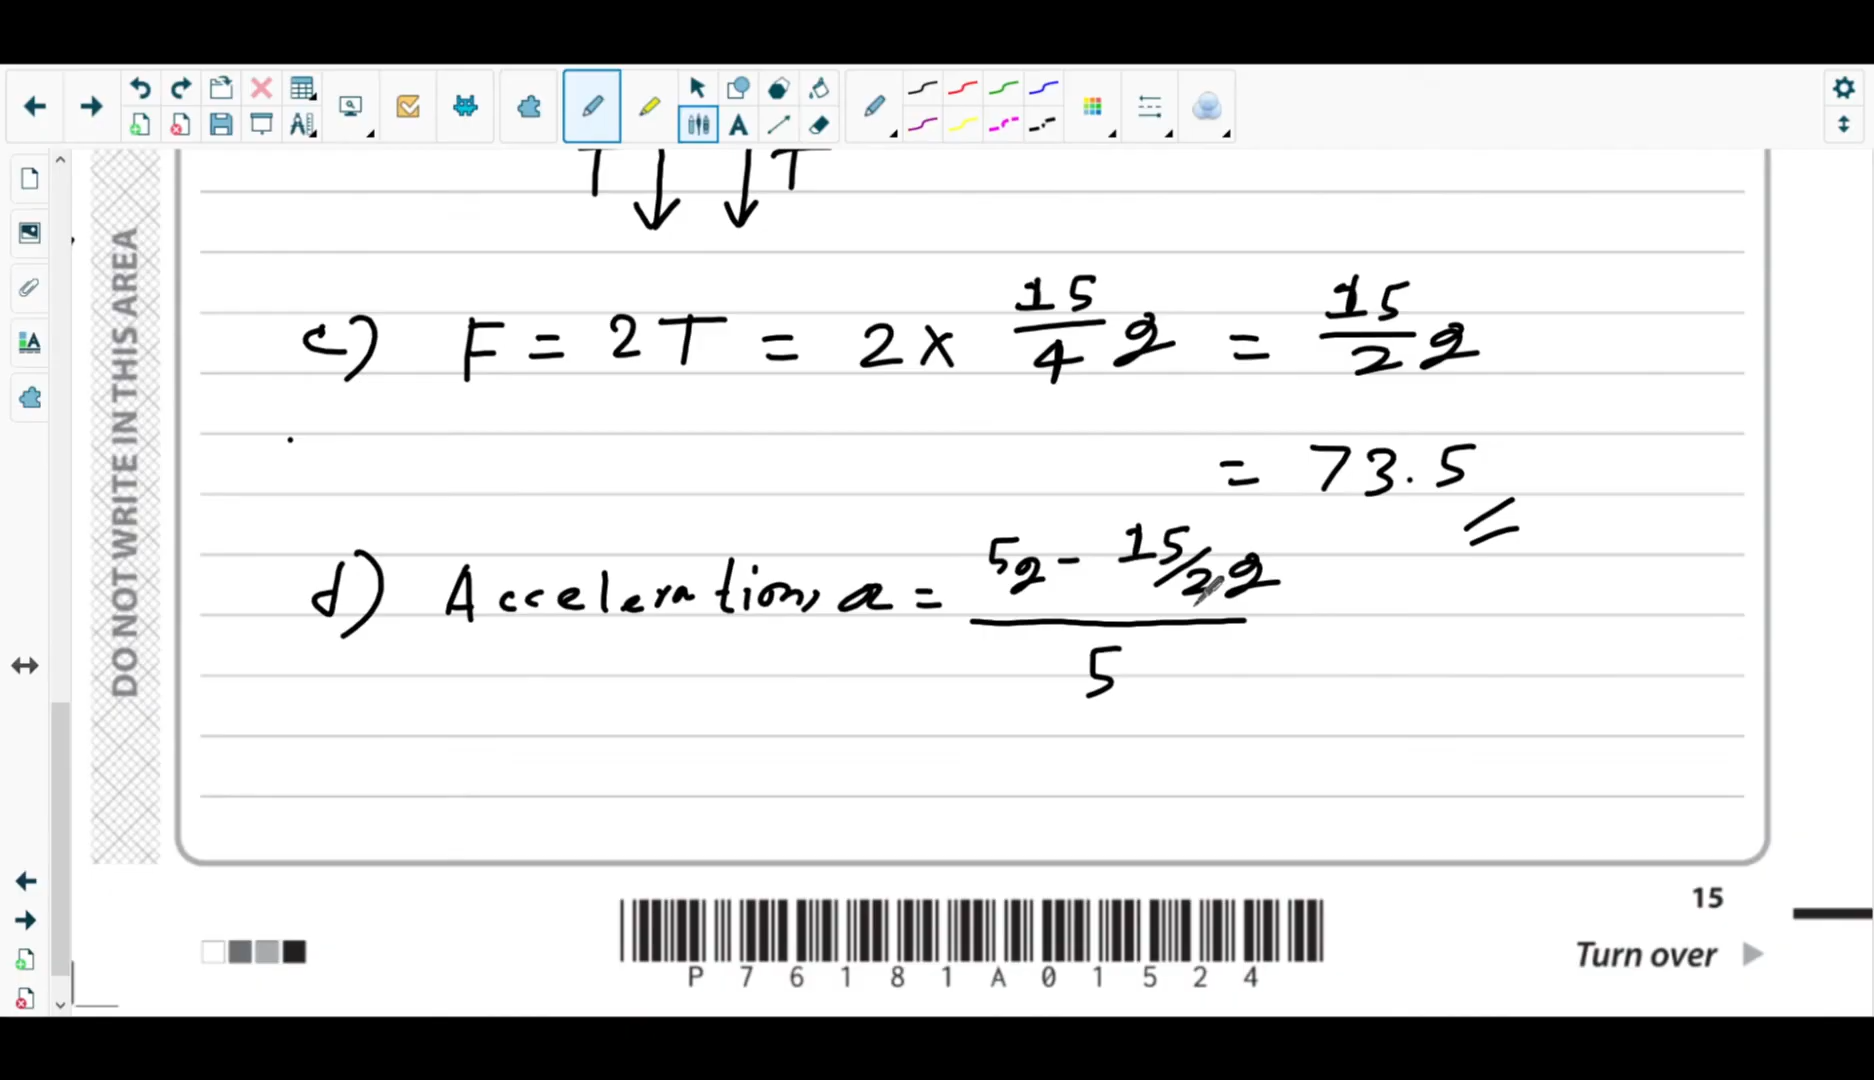 T T
c) F = 2T = 2 × 15/4 g = 15/2 g
= 73.5
d) Acceleration, a = (5g - 15/2 g)/5
DO NOT WRITE IN THIS AREA
15
Turn over
P 7 6 1 8 1 A 0 1 5 2 4